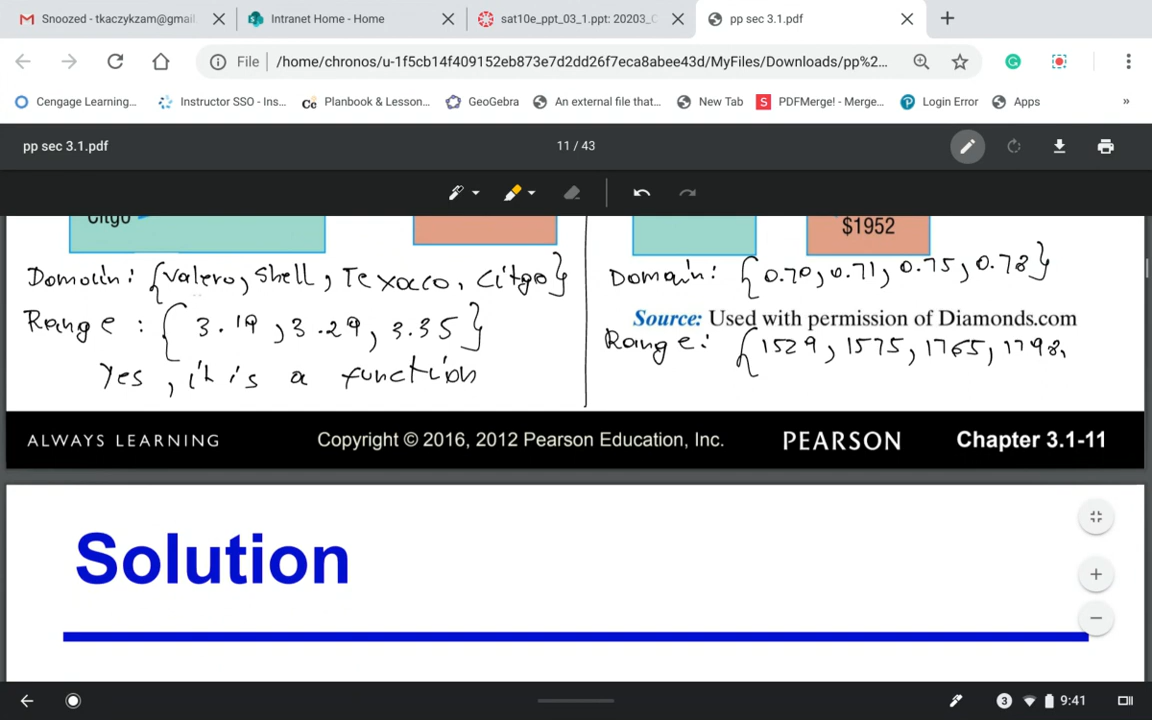 Snoozed - tkaczykzam@gmail Intranet Home - Home sat10e_ppt_03_1.ppt: 20203_C pp sec 3.1.pdf
File /home/chronos/u-1f5cb14f409152eb873e7d2dd26f7eca8abee43d/MyFiles/Downloads/pp%2...
Cengage Learning... Instructor SSO - Ins... Cc Planbook & Lesson... GeoGebra An external file that... New Tab S PDFMerge! - Merge... Login Error Apps »
pp sec 3.1.pdf 11 / 43
Citgo
$1952
Domain: {Valero, Shell, Texaco, Citgo}
Domain: {0.70, 0.71, 0.75, 0.78}
Source: Used with permission of Diamonds.com
Range: {3.19, 3.29, 3.35}
Range: {1529, 1575, 1765, 1798,
Yes, it is a function
ALWAYS LEARNING Copyright © 2016, 2012 Pearson Education, Inc. PEARSON Chapter 3.1-11
Solution
3 9:41